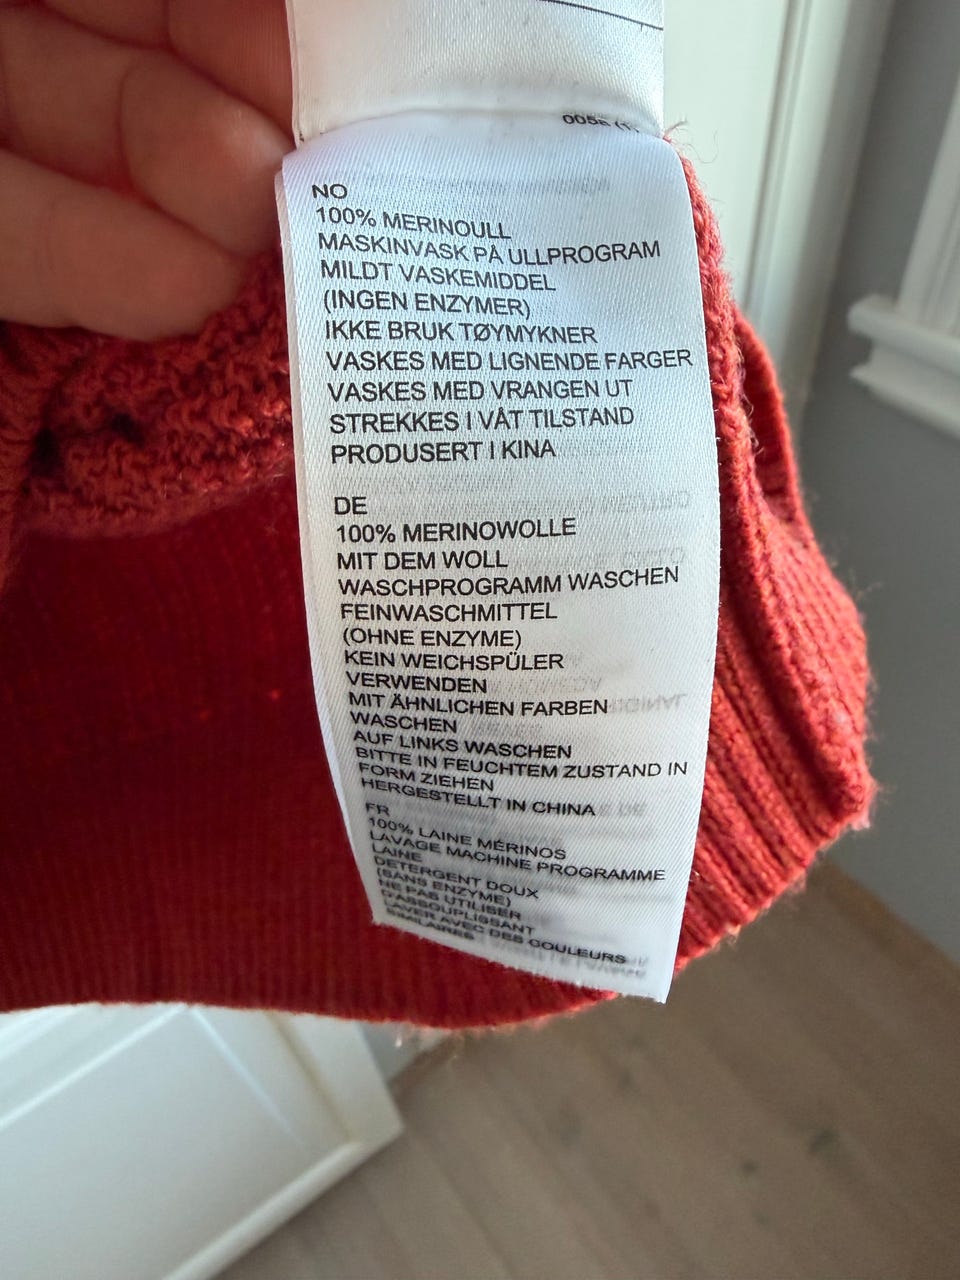 005a (1.
NO
100% MERINOULL
MASKINVASK PÅ ULLPROGRAM
MILDT VASKEMIDDEL
(INGEN ENZYMER)
IKKE BRUK TØYMYKNER
VASKES MED LIGNENDE FARGER
VASKES MED VRANGEN UT
STREKKES I VÅT TILSTAND
PRODUSERT I KINA
DE
100% MERINOWOLLE
MIT DEM WOLL
WASCHPROGRAMM WASCHEN
FEINWASCHMITTEL
(OHNE ENZYME)
KEIN WEICHSPÜLER
VERWENDEN
MIT ÄHNLICHEN FARBEN
WASCHEN
AUF LINKS WASCHEN
BITTE IN FEUCHTEM ZUSTAND IN
FORM ZIEHEN
HERGESTELLT IN CHINA
FR
100% LAINE MÉRINOS
LAVAGE MACHINE PROGRAMME
LAINE
DETERGENT DOUX
(SANS ENZYME)
NE PAS UTILISER
D'ASSOUPLISSANT
LAVER AVEC DES COULEURS
SIMILAIRES